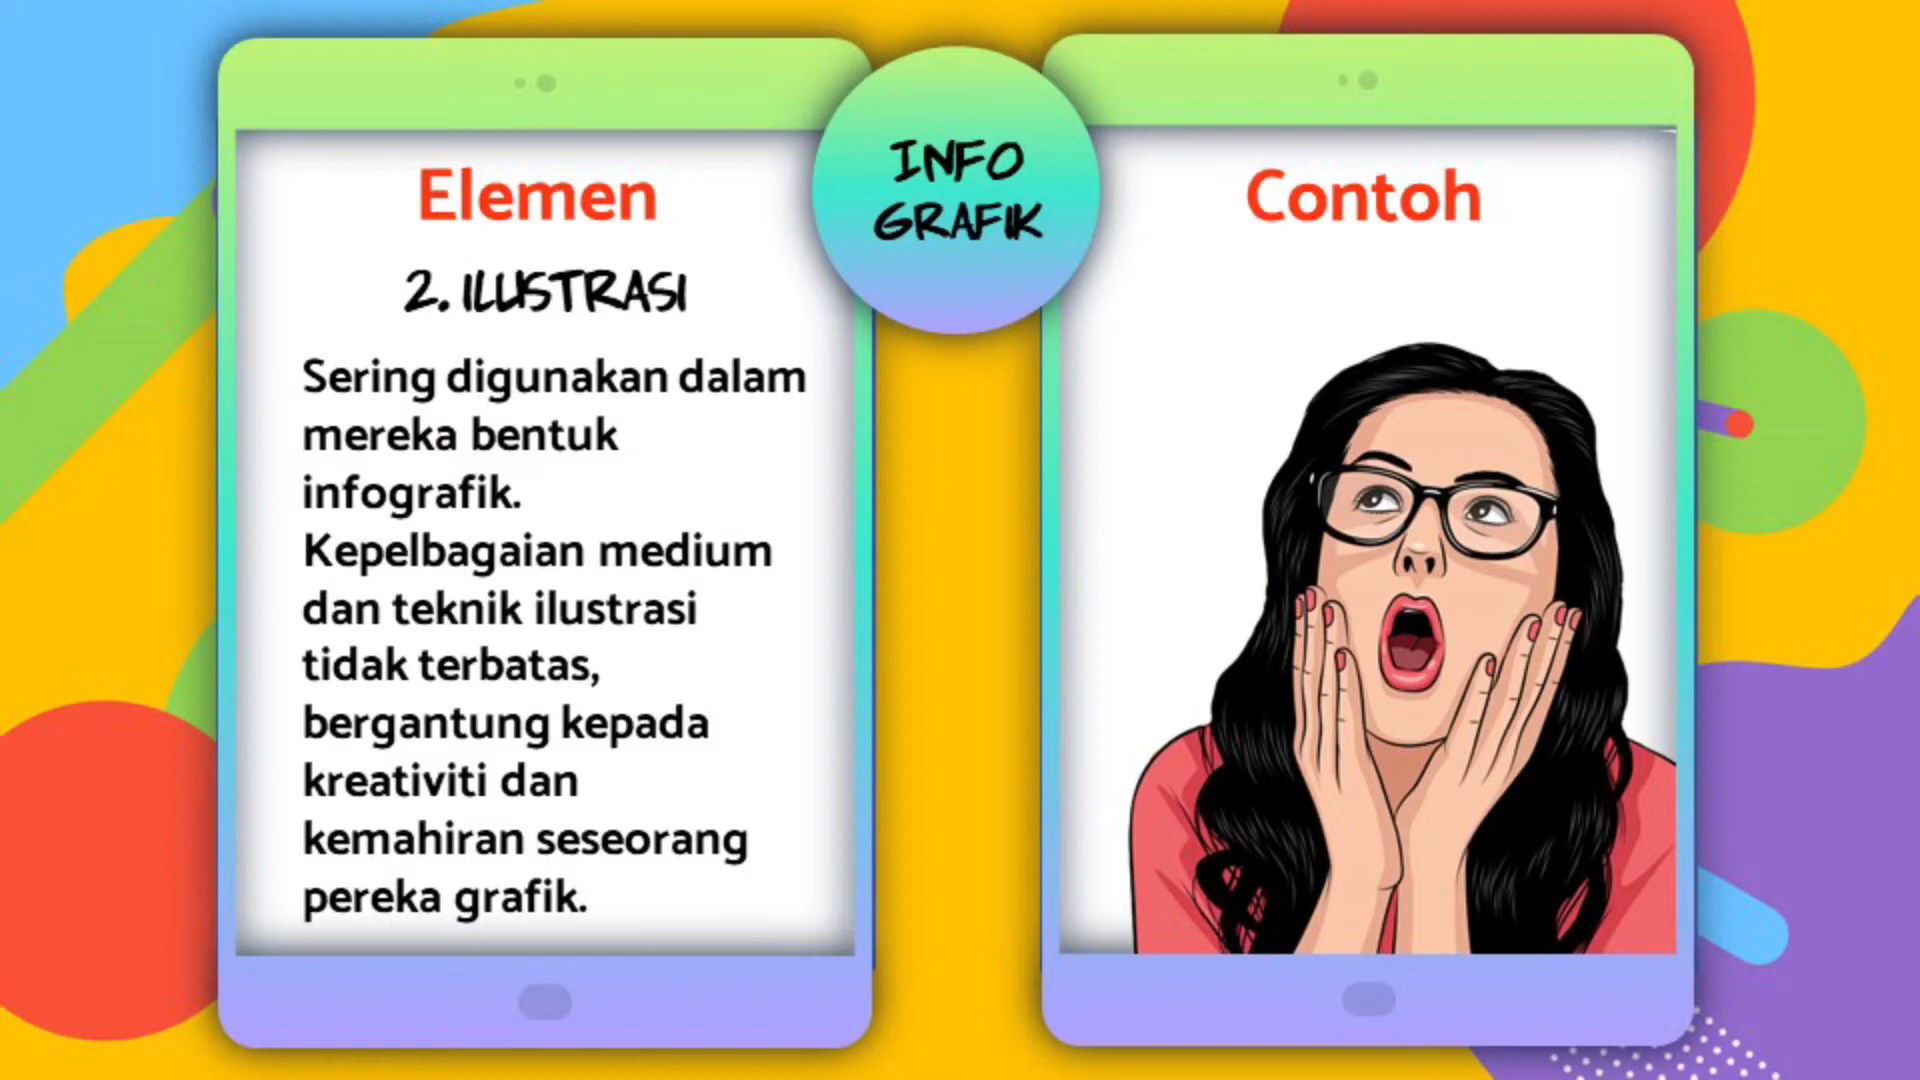 INFO
GRAFIK
Elemen
2. ILUSTRASI
Sering digunakan dalam
mereka bentuk
infografik.
Kepelbagaian medium
dan teknik ilustrasi
tidak terbatas,
bergantung kepada
kreativiti dan
kemahiran seseorang
pereka grafik.
Contoh